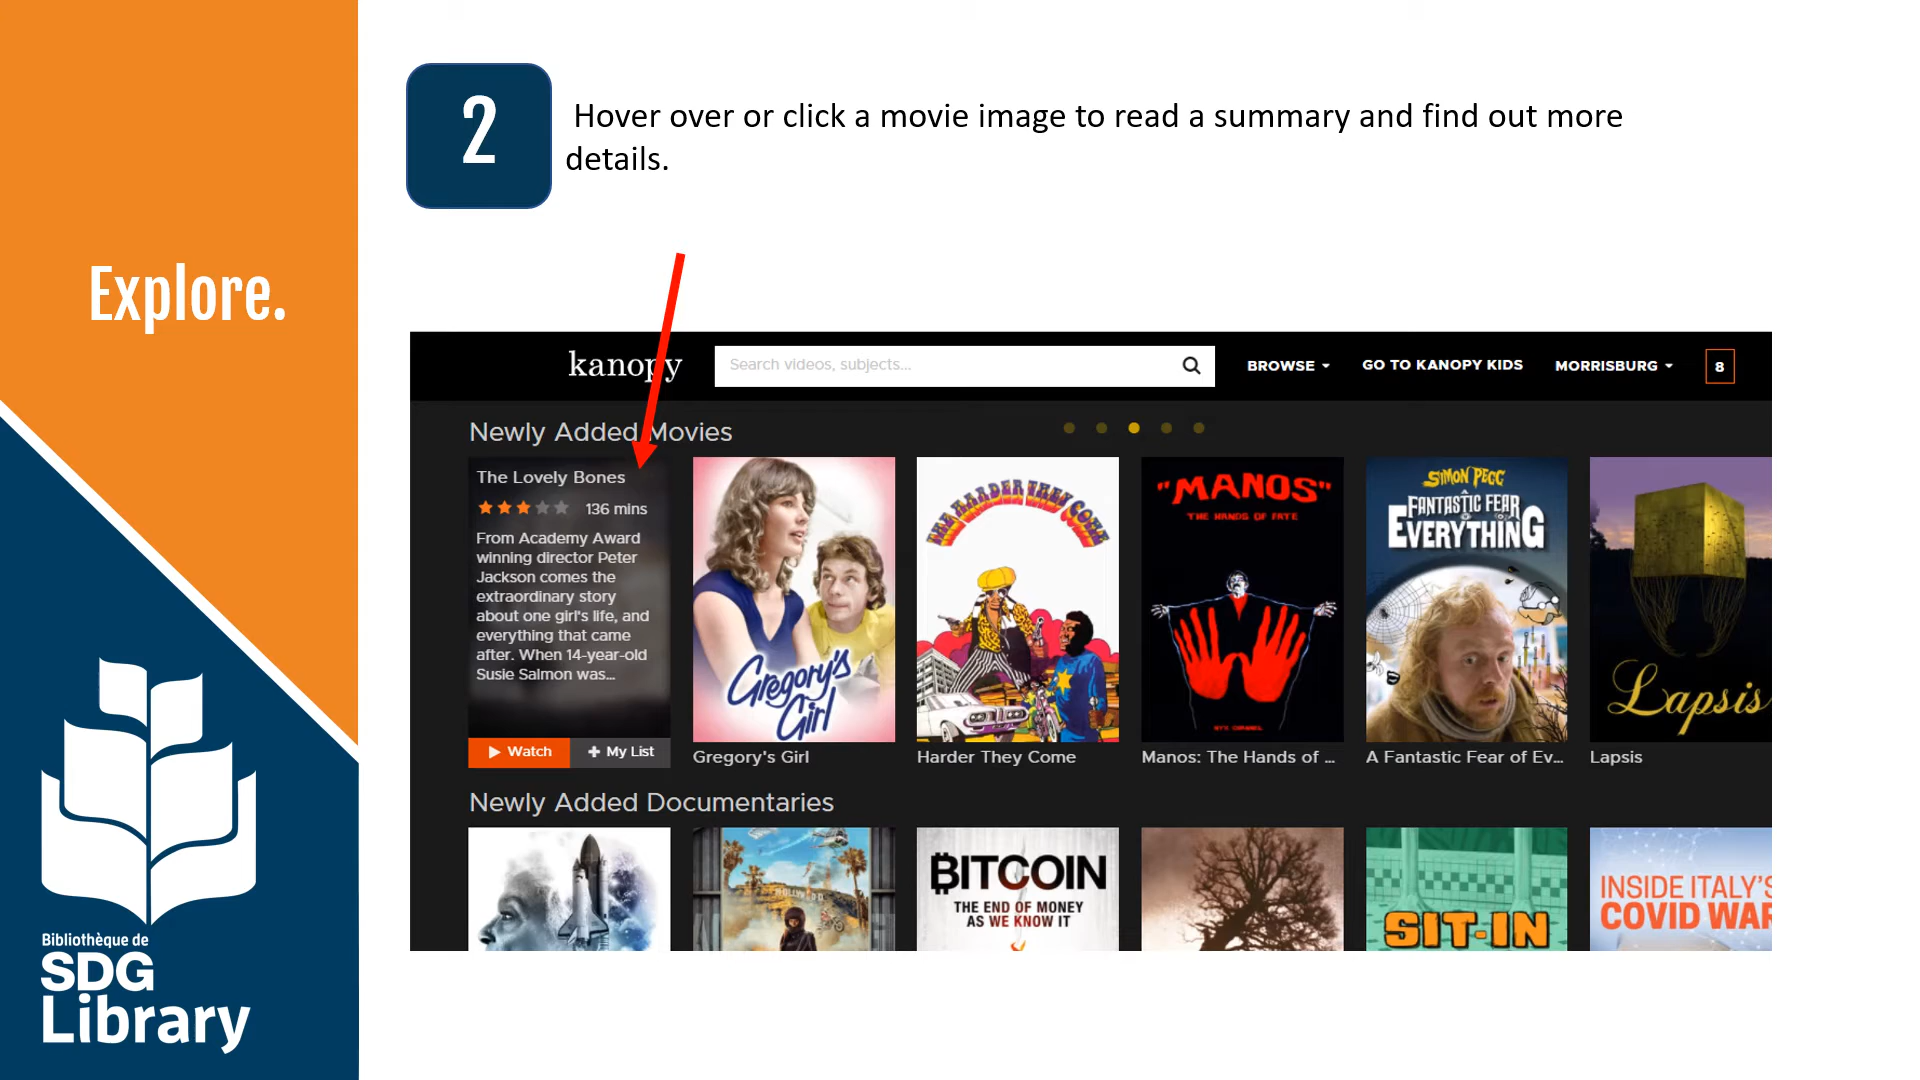 2
Hover over or click a movie image to read a summary and find out more
details.
Explore.
kanopy
Search videos, subjects...
BROWSE
GO TO KANOPY KIDS
MORRISBURG
8
Newly Added Movies
The Lovely Bones
136 mins
From Academy Award
winning director Peter
Jackson comes the
extraordinary story
about one girl's life, and
everything that came
after. When 14-year-old
Susie Salmon was...
Watch
+ My List
Gregory's
Girl
Gregory's Girl
THE HARDER THEY COME
Harder They Come
"MANOS"
THE HANDS OF FATE
Manos: The Hands of ...
SIMON PEGG
A
FANTASTIC FEAR
OF
EVERYTHING
A Fantastic Fear of Ev...
Lapsis
Lapsis
Newly Added Documentaries
BITCOIN
THE END OF MONEY
AS WE KNOW IT
SIT-IN
INSIDE ITALY'S
COVID WAR
Bibliothèque de
SDG
Library